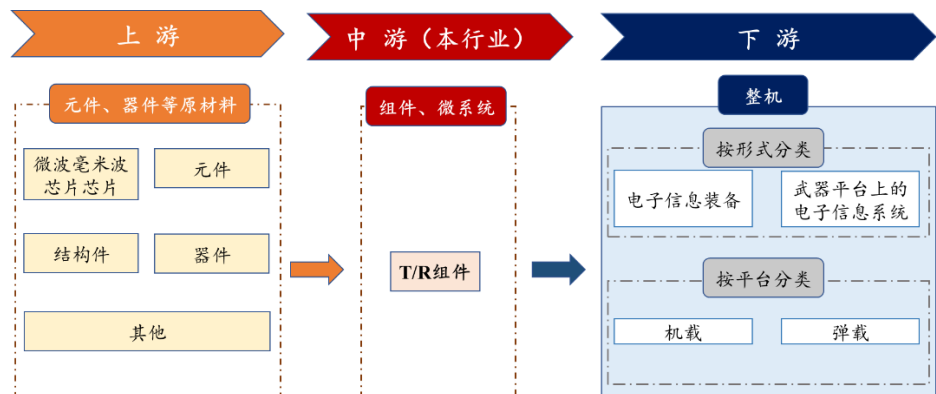 上 游
中 游（本行业）
下 游
元件、器件等原材料
微波毫米波
芯片芯片
元件
结构件
器件
其他
组件、微系统
T/R组件
整机
按形式分类
电子信息装备
武器平台上的
电子信息系统
按平台分类
机载
弹载